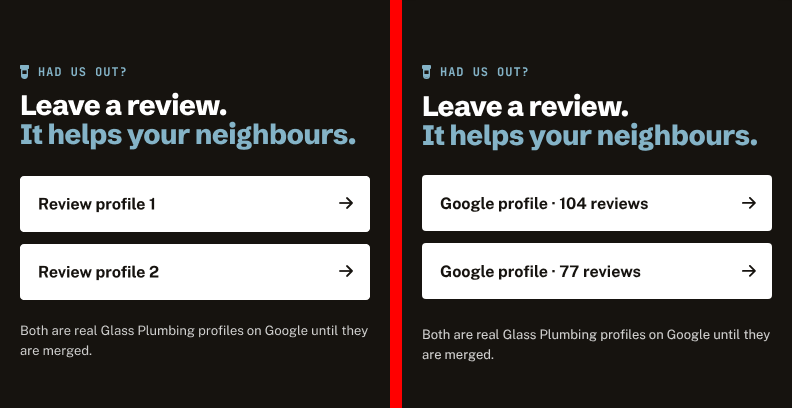 HAD US OUT?
Leave a review.
It helps your neighbours.
Review profile 1
Review profile 2
Both are real Glass Plumbing profiles on Google until they
are merged.
HAD US OUT?
Leave a review.
It helps your neighbours.
Google profile · 104 reviews
Google profile · 77 reviews
Both are real Glass Plumbing profiles on Google until they
are merged.